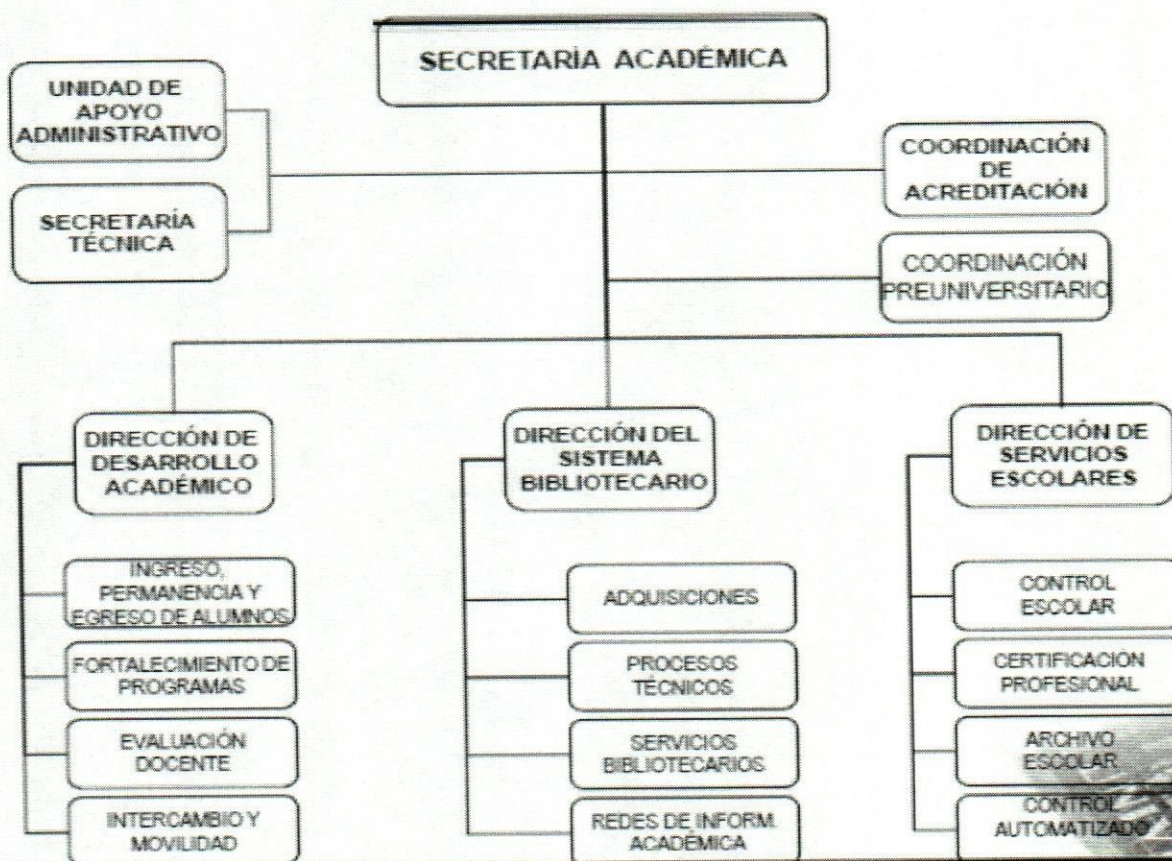 SECRETARÍA ACADÉMICA
UNIDAD DE
APOYO
ADMINISTRATIVO
SECRETARÍA
TÉCNICA
COORDINACIÓN
DE
ACREDITACIÓN
COORDINACIÓN
PREUNIVERSITARIO
DIRECCIÓN DE
DESARROLLO
ACADÉMICO
INGRESO,
PERMANENCIA Y
EGRESO DE ALUMNOS
FORTALECIMIENTO DE
PROGRAMAS
EVALUACIÓN
DOCENTE
INTERCAMBIO Y
MOVILIDAD
DIRECCIÓN DEL
SISTEMA
BIBLIOTECARIO
ADQUISICIONES
PROCESOS
TÉCNICOS
SERVICIOS
BIBLIOTECARIOS
REDES DE INFORM.
ACADÉMICA
DIRECCIÓN DE
SERVICIOS
ESCOLARES
CONTROL
ESCOLAR
CERTIFICACIÓN
PROFESIONAL
ARCHIVO
ESCOLAR
CONTROL
AUTOMATIZADO